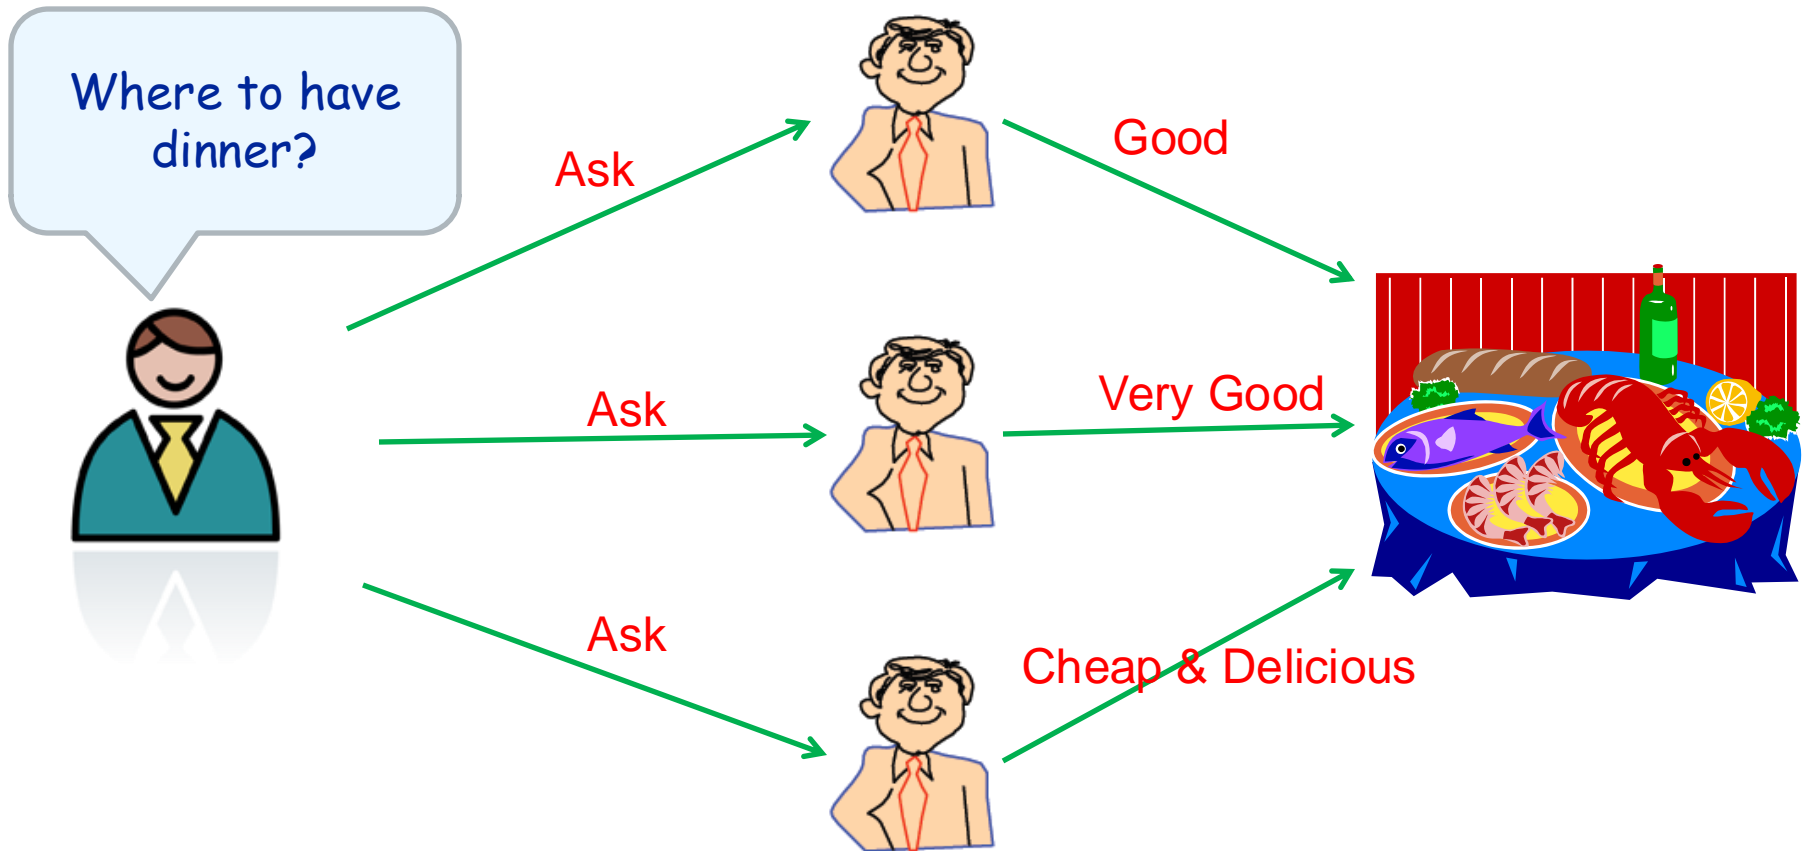 Where to have
dinner?
Ask
Good
Ask
Very Good
Ask
Cheap & Delicious